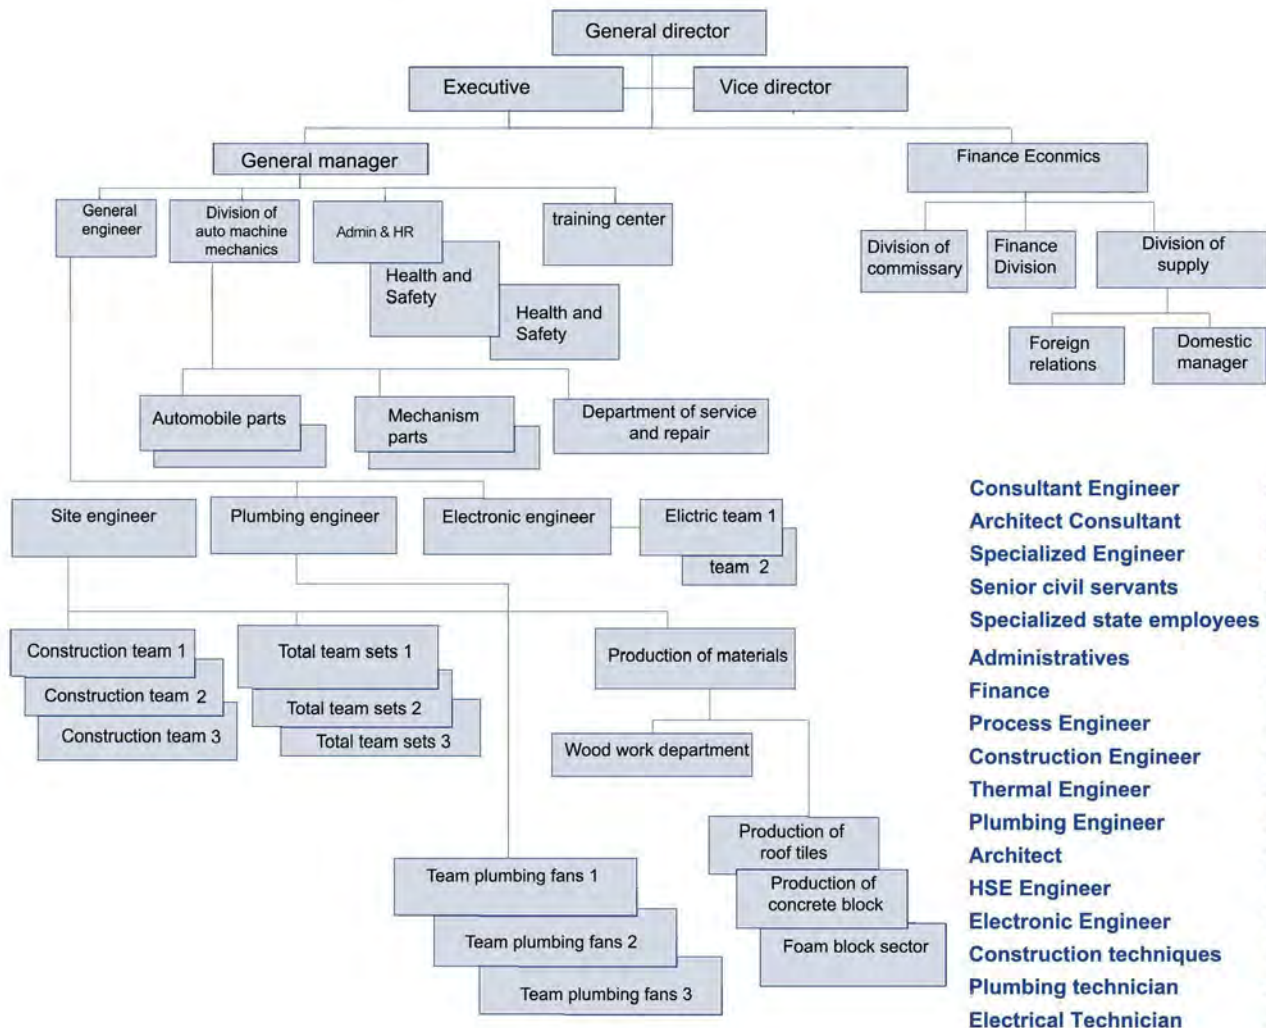 General director
Executive
Vice director
General manager
Finance Econmics
General
engineer
Division of
auto machine
mechanics
Admin & HR
training center
Health and
Safety
Health and
Safety
Division of
commissary
Finance
Division
Division of
supply
Foreign
relations
Domestic
manager
Automobile parts
Mechanism
parts
Department of service
and repair
Site engineer
Plumbing engineer
Electronic engineer
Elictric team 1
team 2
Construction team 1
Construction team 2
Construction team 3
Total team sets 1
Total team sets 2
Total team sets 3
Production of materials
Wood work department
Production of
roof tiles
Production of
concrete block
Foam block sector
Team plumbing fans 1
Team plumbing fans 2
Team plumbing fans 3
Consultant Engineer
Architect Consultant
Specialized Engineer
Senior civil servants
Specialized state employees
Administratives
Finance
Process Engineer
Construction Engineer
Thermal Engineer
Plumbing Engineer
Architect
HSE Engineer
Electronic Engineer
Construction techniques
Plumbing technician
Electrical Technician